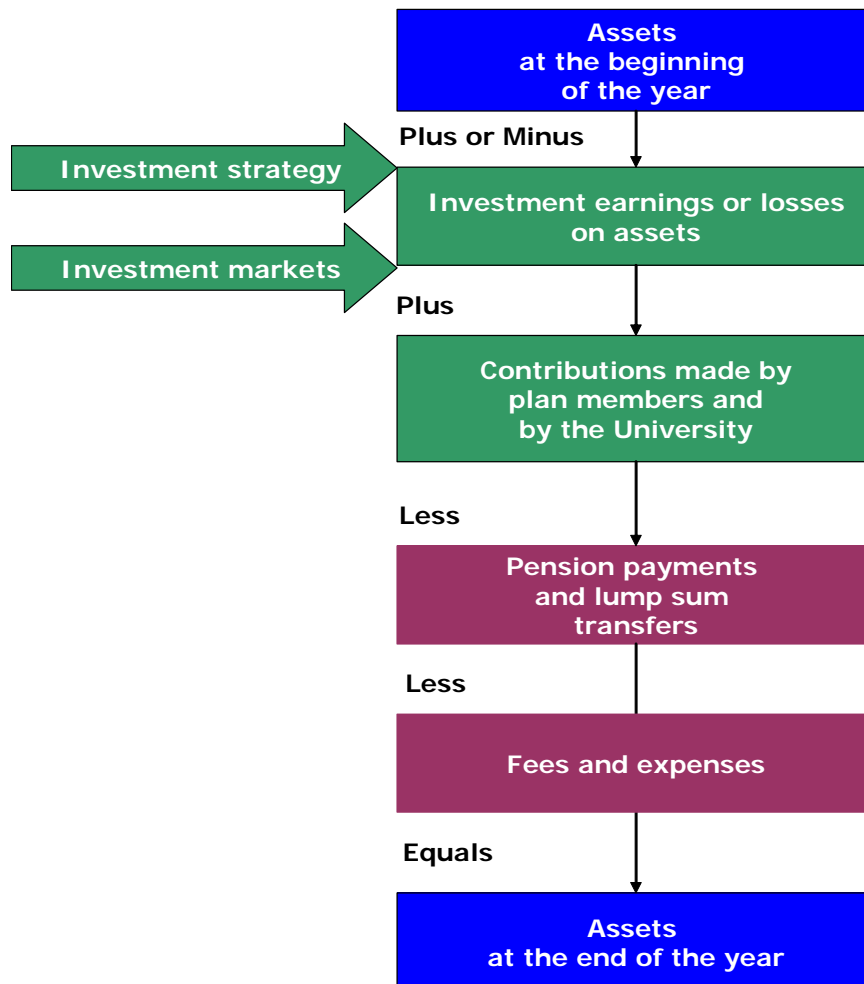 Assets
at the beginning
of the year
Plus or Minus
Investment strategy
Investment earnings or losses
on assets
Investment markets
Plus
Contributions made by
plan members and
by the University
Less
Pension payments
and lump sum
transfers
Less
Fees and expenses
Equals
Assets
at the end of the year